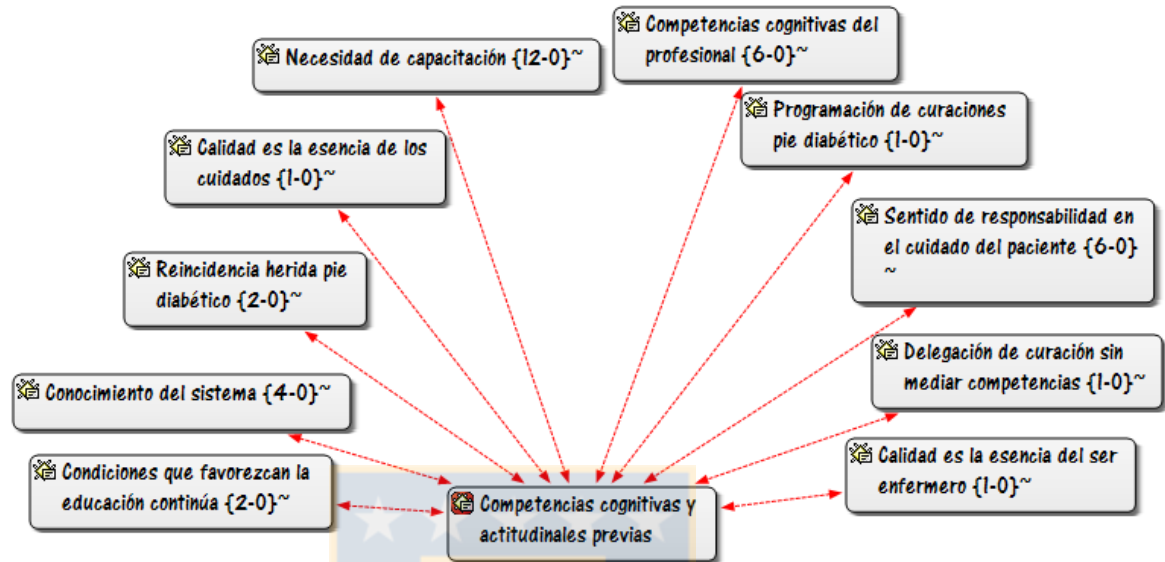 Necesidad de capacitación {12-0}~
Competencias cognitivas del
profesional {6-0}~
Calidad es la esencia de los
cuidados {1-0}~
Programación de curaciones
pie diabético {1-0}~
Reincidencia herida pie
diabético {2-0}~
Sentido de responsabilidad en
el cuidado del paciente {6-0}
~
Conocimiento del sistema {4-0}~
Delegación de curación sin
mediar competencias {1-0}~
Condiciones que favorezcan la
educación continúa {2-0}~
Calidad es la esencia del ser
enfermero {1-0}~
Competencias cognitivas y
actitudinales previas